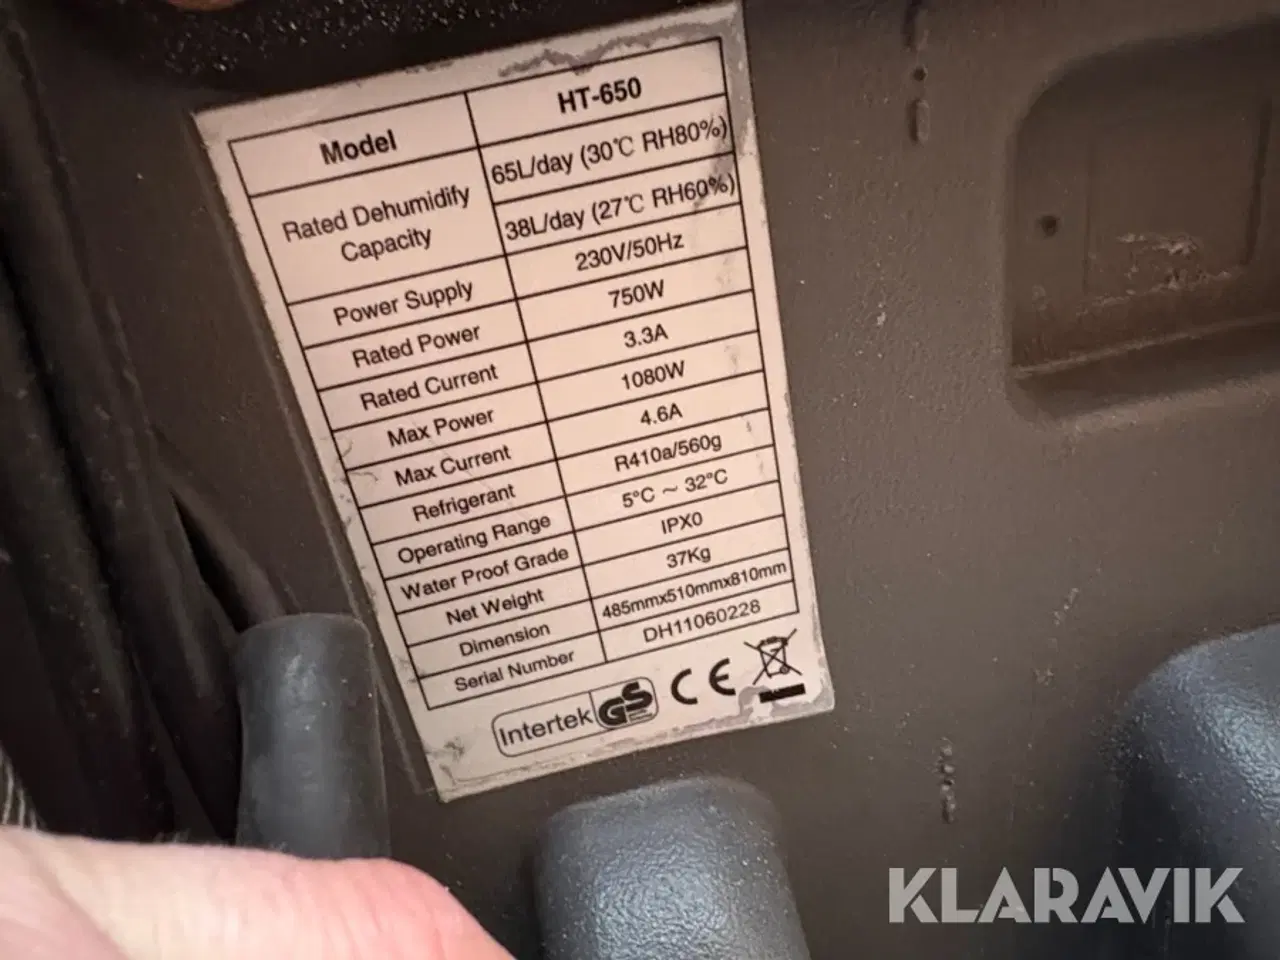 Model HT-650
Rated Dehumidify Capacity 65L/day (30℃ RH80%)
38L/day (27℃ RH60%)
Power Supply 230V/50Hz
Rated Power 750W
Rated Current 3.3A
Max Power 1080W
Max Current 4.6A
Refrigerant R410a/560g
Operating Range 5°C ~ 32°C
Water Proof Grade IPX0
Net Weight 37Kg
Dimension 485mmx510mmx810mm
Serial Number DH11060228
Intertek GS CE
KLARAVIK